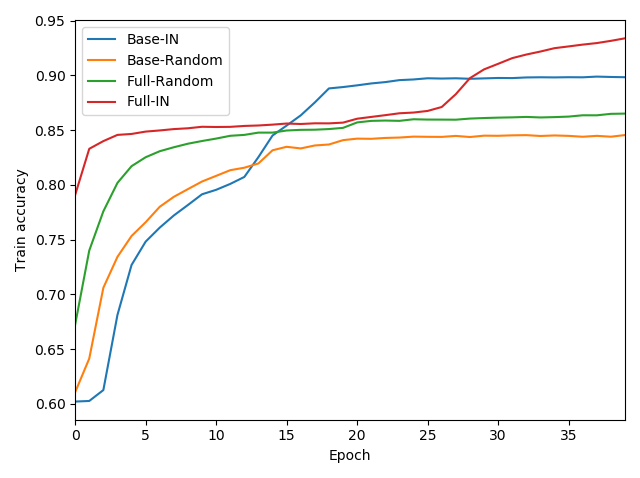 Base-IN
Base-Random
Full-Random
Full-IN
0.95
0.90
0.85
0.80
0.75
0.70
0.65
0.60
Train accuracy
0 5 10 15 20 25 30 35
Epoch